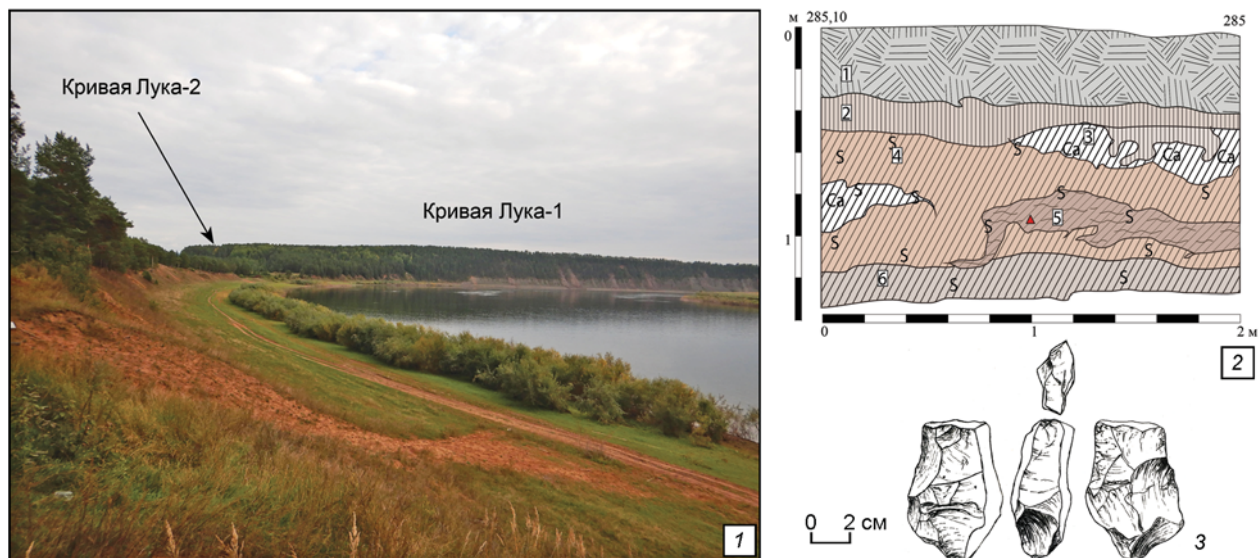 Кривая Лука-2
Кривая Лука-1
1
м 285,10 285
0
1
2
3
Ca Ca Ca
S S S
4
S
Ca S S
S
5
S S
1
S S
6
S S
0 1 2 м
2
0 2 см
3